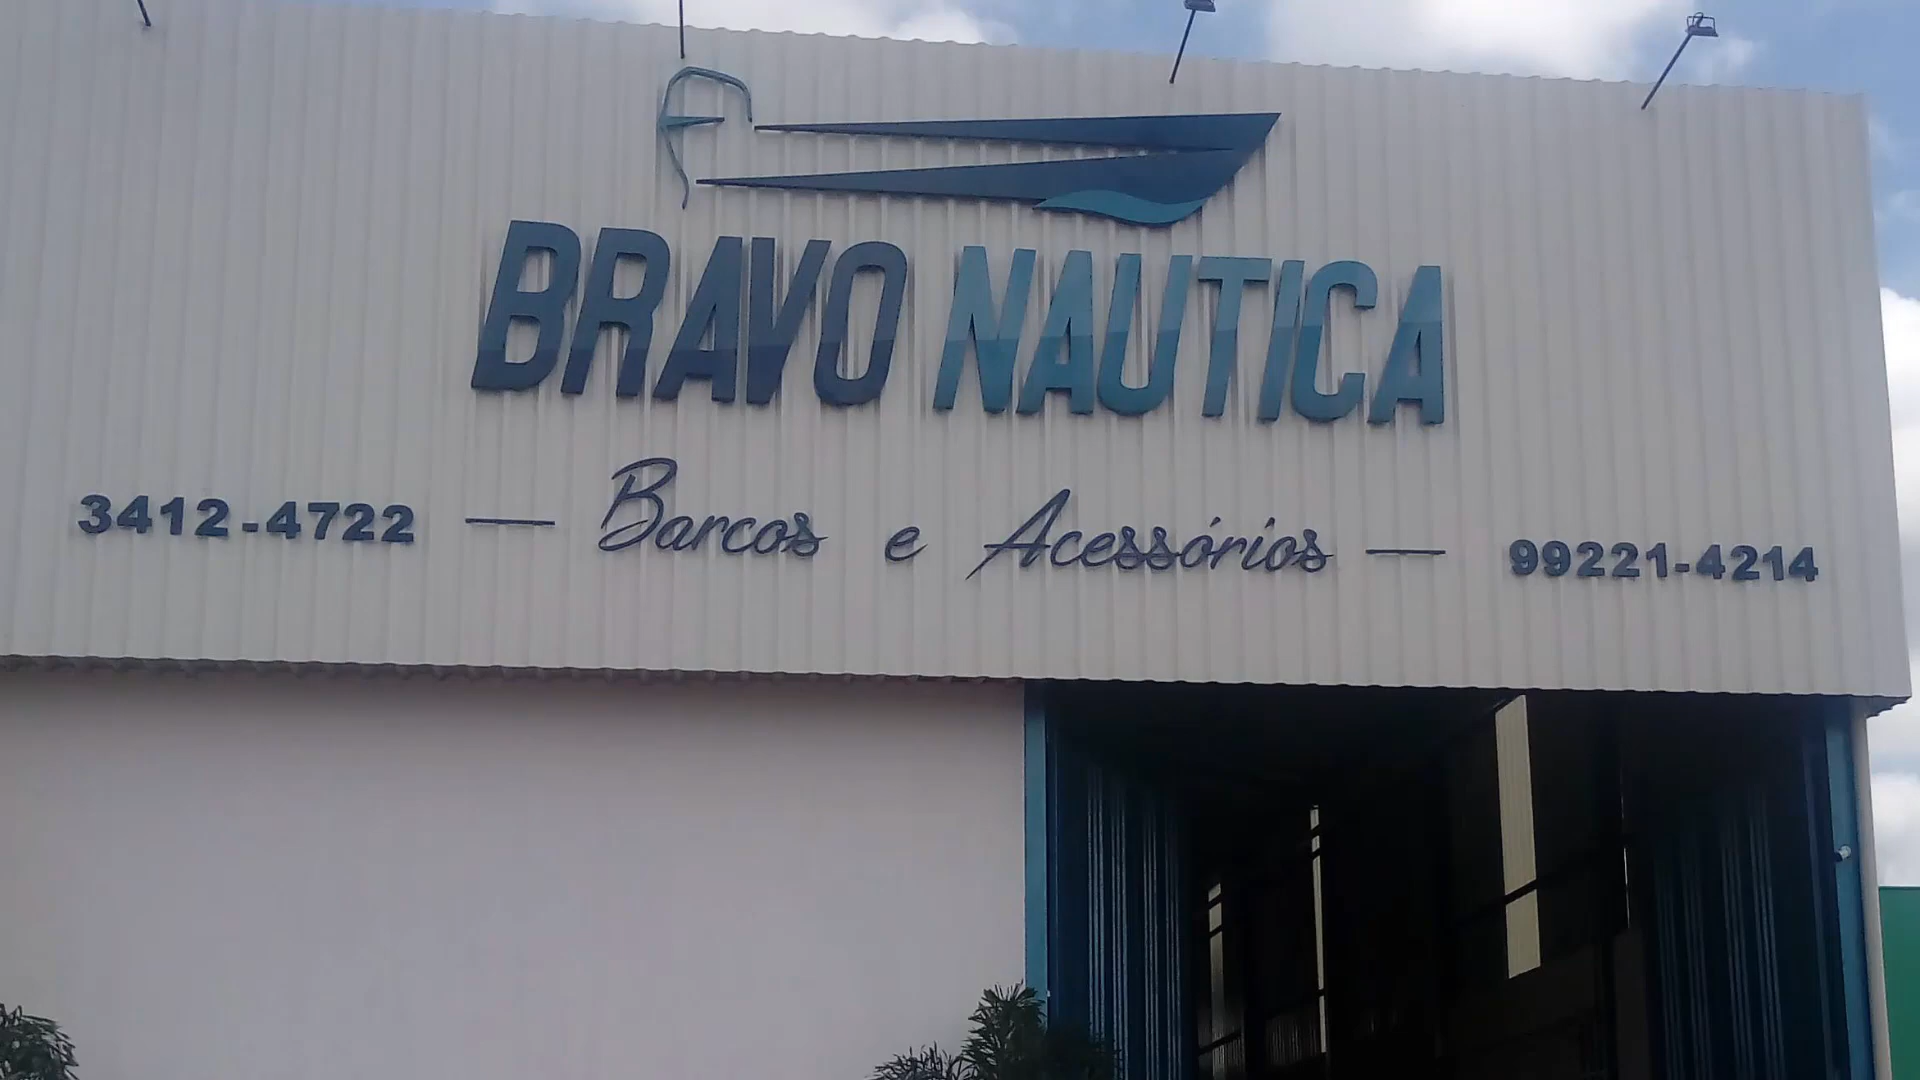 BRAVO NAUTICA
3412-4722 — Barcos e Acessórios — 99221-4214